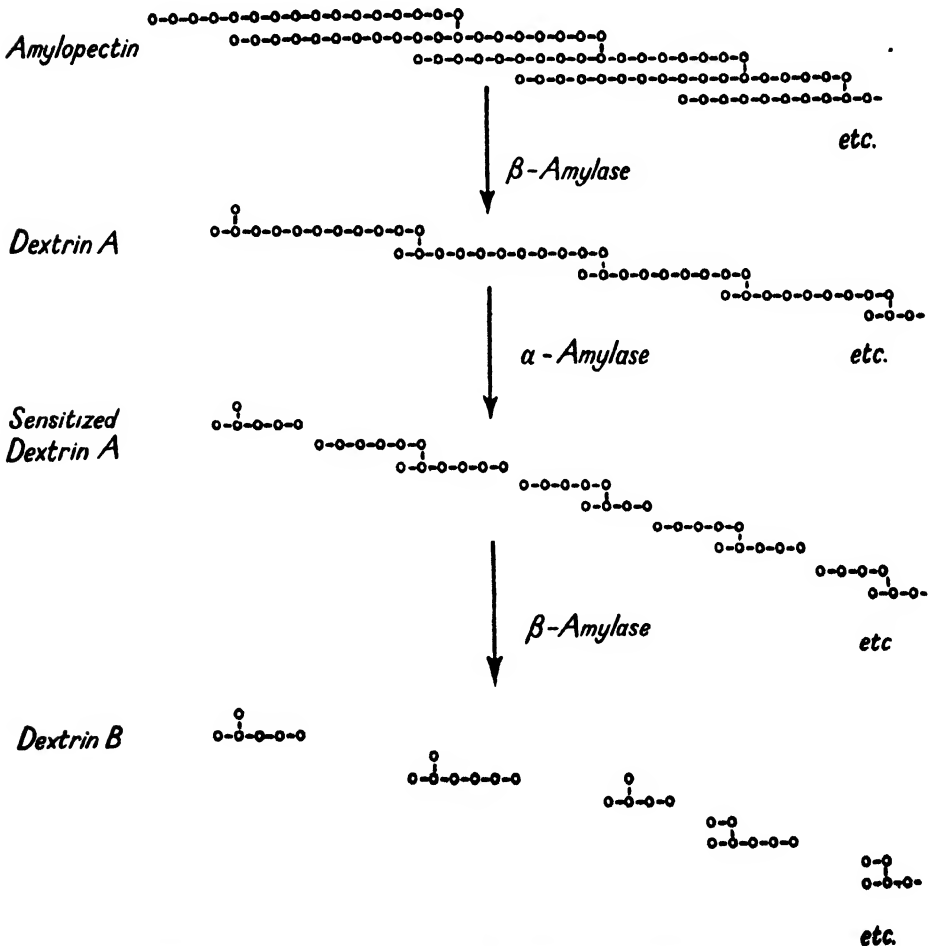 Amylopectin
etc.
β-Amylase
Dextrin A
α-Amylase
etc.
Sensitized
Dextrin A
β-Amylase
etc
Dextrin B
etc.